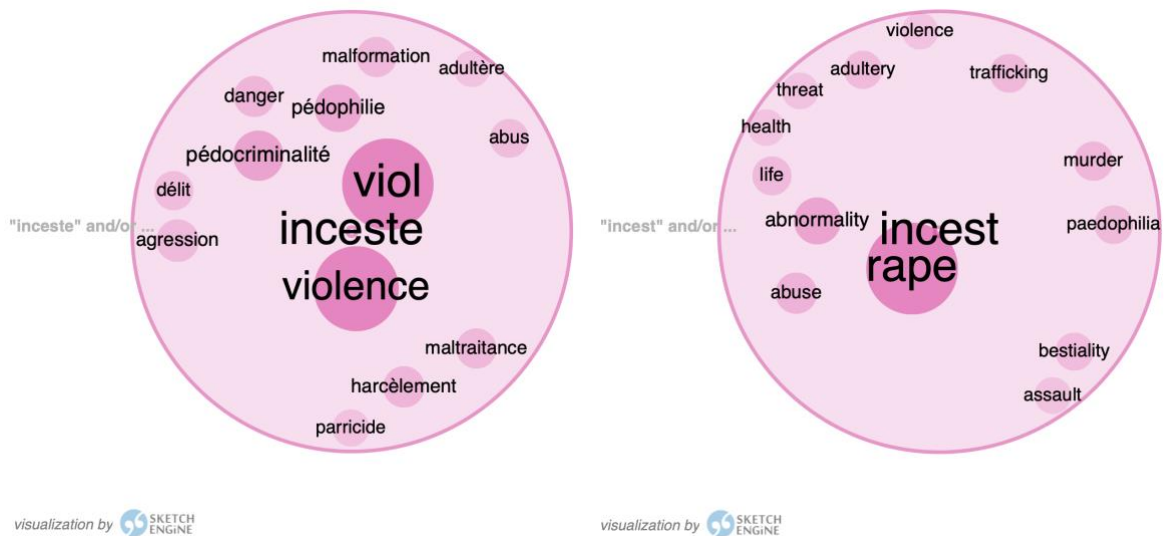 malformation
adultère
danger
pédophilie
abus
pédocriminalité
viol
délit
"inceste" and/or ...
inceste
agression
violence
maltraitance
harcèlement
parricide
visualization by SKETCH ENGINE
violence
adultery
trafficking
threat
health
murder
life
abnormality
paedophilia
"incest" and/or ...
incest
rape
abuse
bestiality
assault
visualization by SKETCH ENGINE